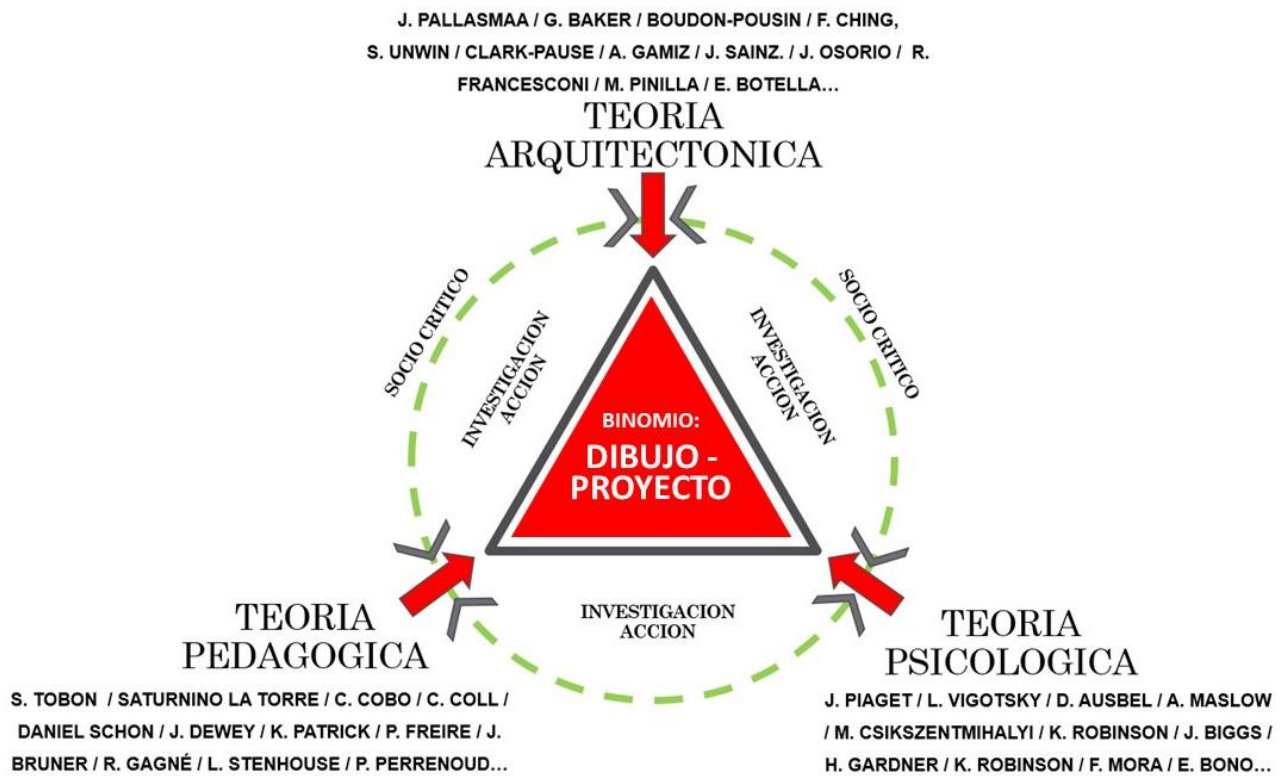 J. PALLASMAA / G. BAKER / BOUDON-POUSIN / F. CHING,
S. UNWIN / CLARK-PAUSE / A. GAMIZ / J. SAINZ. / J. OSORIO / R.
FRANCESCONI / M. PINILLA / E. BOTELLA...
TEORIA
ARQUITECTONICA
SOCIO CRITICO
INVESTIGACION
ACCION
SOCIO CRITICO
INVESTIGACION
ACCION
BINOMIO:
DIBUJO -
PROYECTO
INVESTIGACION
ACCION
TEORIA
PEDAGOGICA
S. TOBON / SATURNINO LA TORRE / C. COBO / C. COLL /
DANIEL SCHON / J. DEWEY / K. PATRICK / P. FREIRE / J.
BRUNER / R. GAGNÉ / L. STENHOUSE / P. PERRENOUD...
TEORIA
PSICOLOGICA
J. PIAGET / L. VIGOTSKY / D. AUSBEL / A. MASLOW
/ M. CSIKSZENTMIHALYI / K. ROBINSON / J. BIGGS /
H. GARDNER / K. ROBINSON / F. MORA / E. BONO...